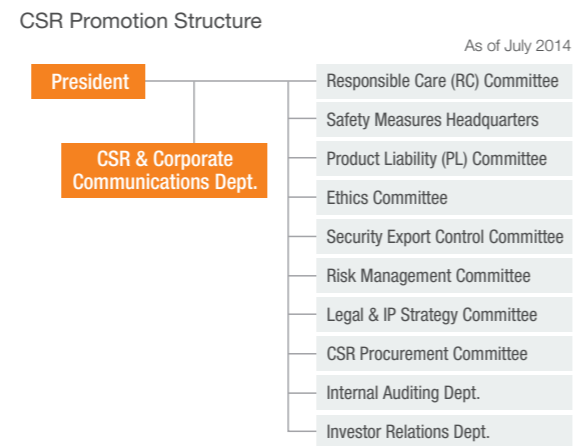 CSR Promotion Structure
As of July 2014
President
CSR & Corporate
Communications Dept.
Responsible Care (RC) Committee
Safety Measures Headquarters
Product Liability (PL) Committee
Ethics Committee
Security Export Control Committee
Risk Management Committee
Legal & IP Strategy Committee
CSR Procurement Committee
Internal Auditing Dept.
Investor Relations Dept.